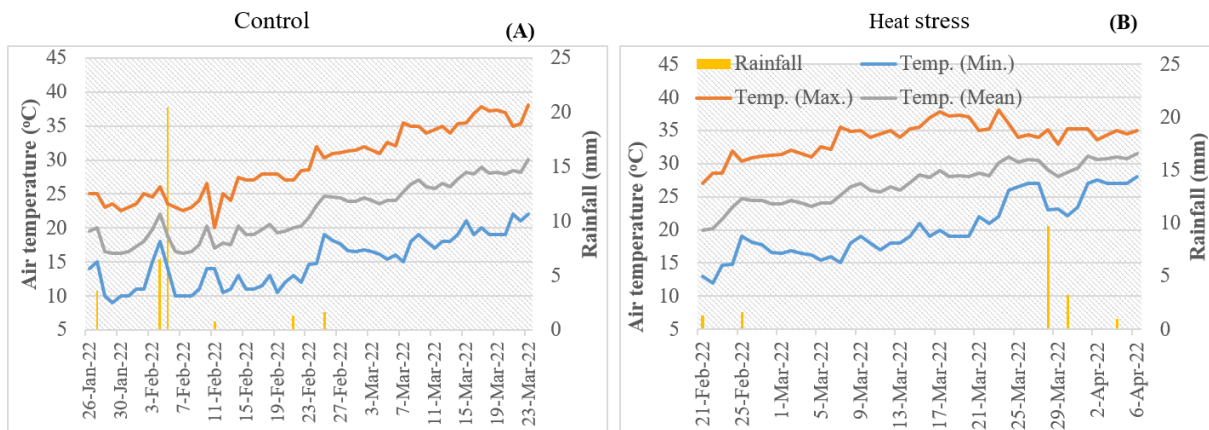 Control
(A)
Heat stress
(B)
Air temperature (oC)
45
40
35
30
25
20
15
10
5
25
20
15
10
5
0
Rainfall (mm)
26-Jan-22
30-Jan-22
3-Feb-22
7-Feb-22
11-Feb-22
15-Feb-22
19-Feb-22
23-Feb-22
27-Feb-22
3-Mar-22
7-Mar-22
11-Mar-22
15-Mar-22
19-Mar-22
23-Mar-22
Rainfall
Temp. (Min.)
Temp. (Max.)
Temp. (Mean)
Air temperature (oC)
45
40
35
30
25
20
15
10
5
25
20
15
10
5
0
Rainfall (mm)
21-Feb-22
25-Feb-22
1-Mar-22
5-Mar-22
9-Mar-22
13-Mar-22
17-Mar-22
21-Mar-22
25-Mar-22
29-Mar-22
2-Apr-22
6-Apr-22